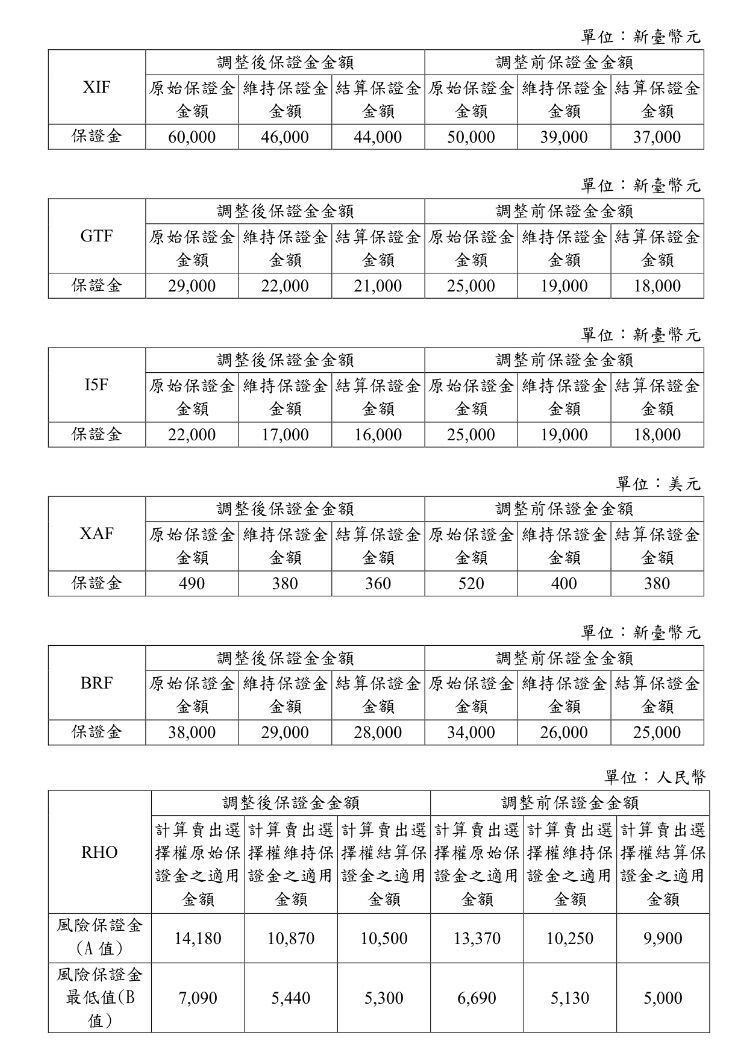 單位：新臺幣元
XIF 調整後保證金金額 調整前保證金金額
原始保證金金額 維持保證金金額 結算保證金金額 原始保證金金額 維持保證金金額 結算保證金金額
保證金 60,000 46,000 44,000 50,000 39,000 37,000
單位：新臺幣元
GTF 調整後保證金金額 調整前保證金金額
原始保證金金額 維持保證金金額 結算保證金金額 原始保證金金額 維持保證金金額 結算保證金金額
保證金 29,000 22,000 21,000 25,000 19,000 18,000
單位：新臺幣元
I5F 調整後保證金金額 調整前保證金金額
原始保證金金額 維持保證金金額 結算保證金金額 原始保證金金額 維持保證金金額 結算保證金金額
保證金 22,000 17,000 16,000 25,000 19,000 18,000
單位：美元
XAF 調整後保證金金額 調整前保證金金額
原始保證金金額 維持保證金金額 結算保證金金額 原始保證金金額 維持保證金金額 結算保證金金額
保證金 490 380 360 520 400 380
單位：新臺幣元
BRF 調整後保證金金額 調整前保證金金額
原始保證金金額 維持保證金金額 結算保證金金額 原始保證金金額 維持保證金金額 結算保證金金額
保證金 38,000 29,000 28,000 34,000 26,000 25,000
單位：人民幣
RHO 調整後保證金金額 調整前保證金金額
計算賣出選擇權原始保證金之適用金額 計算賣出選擇權維持保證金之適用金額 計算賣出選擇權結算保證金之適用金額 計算賣出選擇權原始保證金之適用金額 計算賣出選擇權維持保證金之適用金額 計算賣出選擇權結算保證金之適用金額
風險保證金（A 值） 14,180 10,870 10,500 13,370 10,250 9,900
風險保證金最低值(B 值) 7,090 5,440 5,300 6,690 5,130 5,000